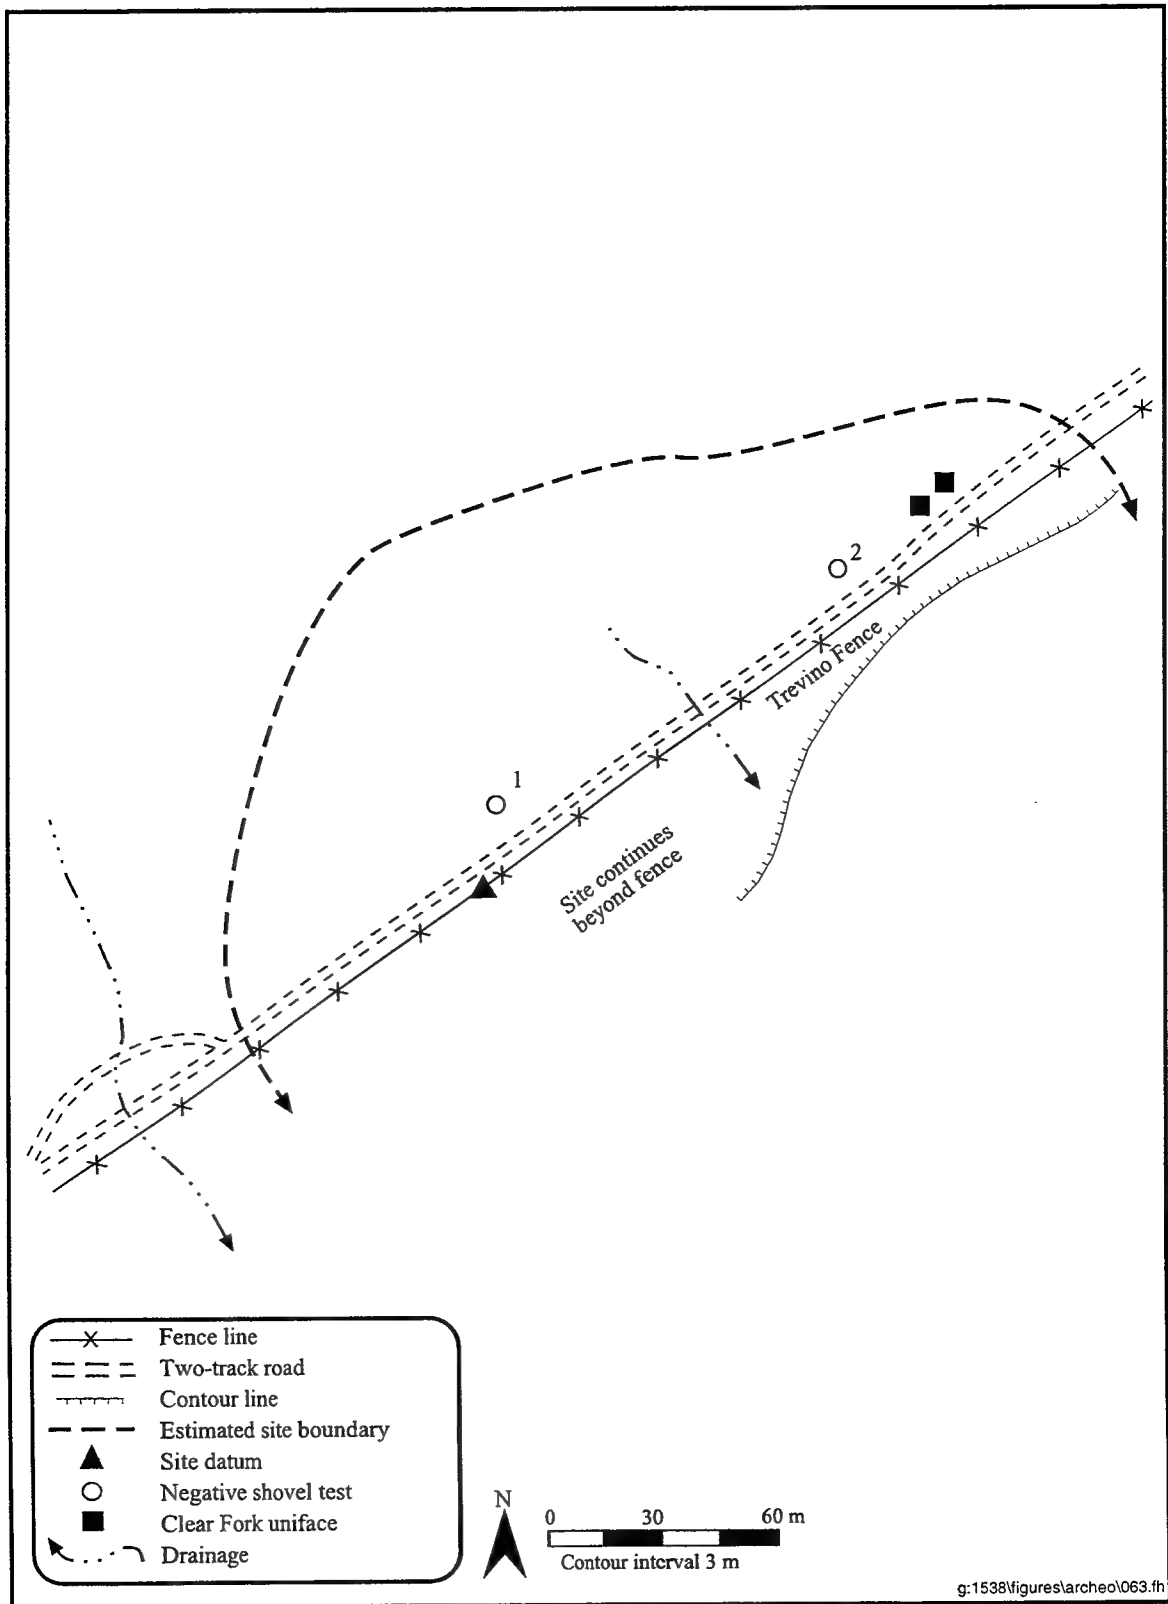 2
Trevino Fence
1
Site continues
beyond fence
Fence line
Two-track road
Contour line
Estimated site boundary
Site datum
Negative shovel test
Clear Fork uniface
Drainage
N
0 30 60 m
Contour interval 3 m
g:1538\figures\archeo\063.fh